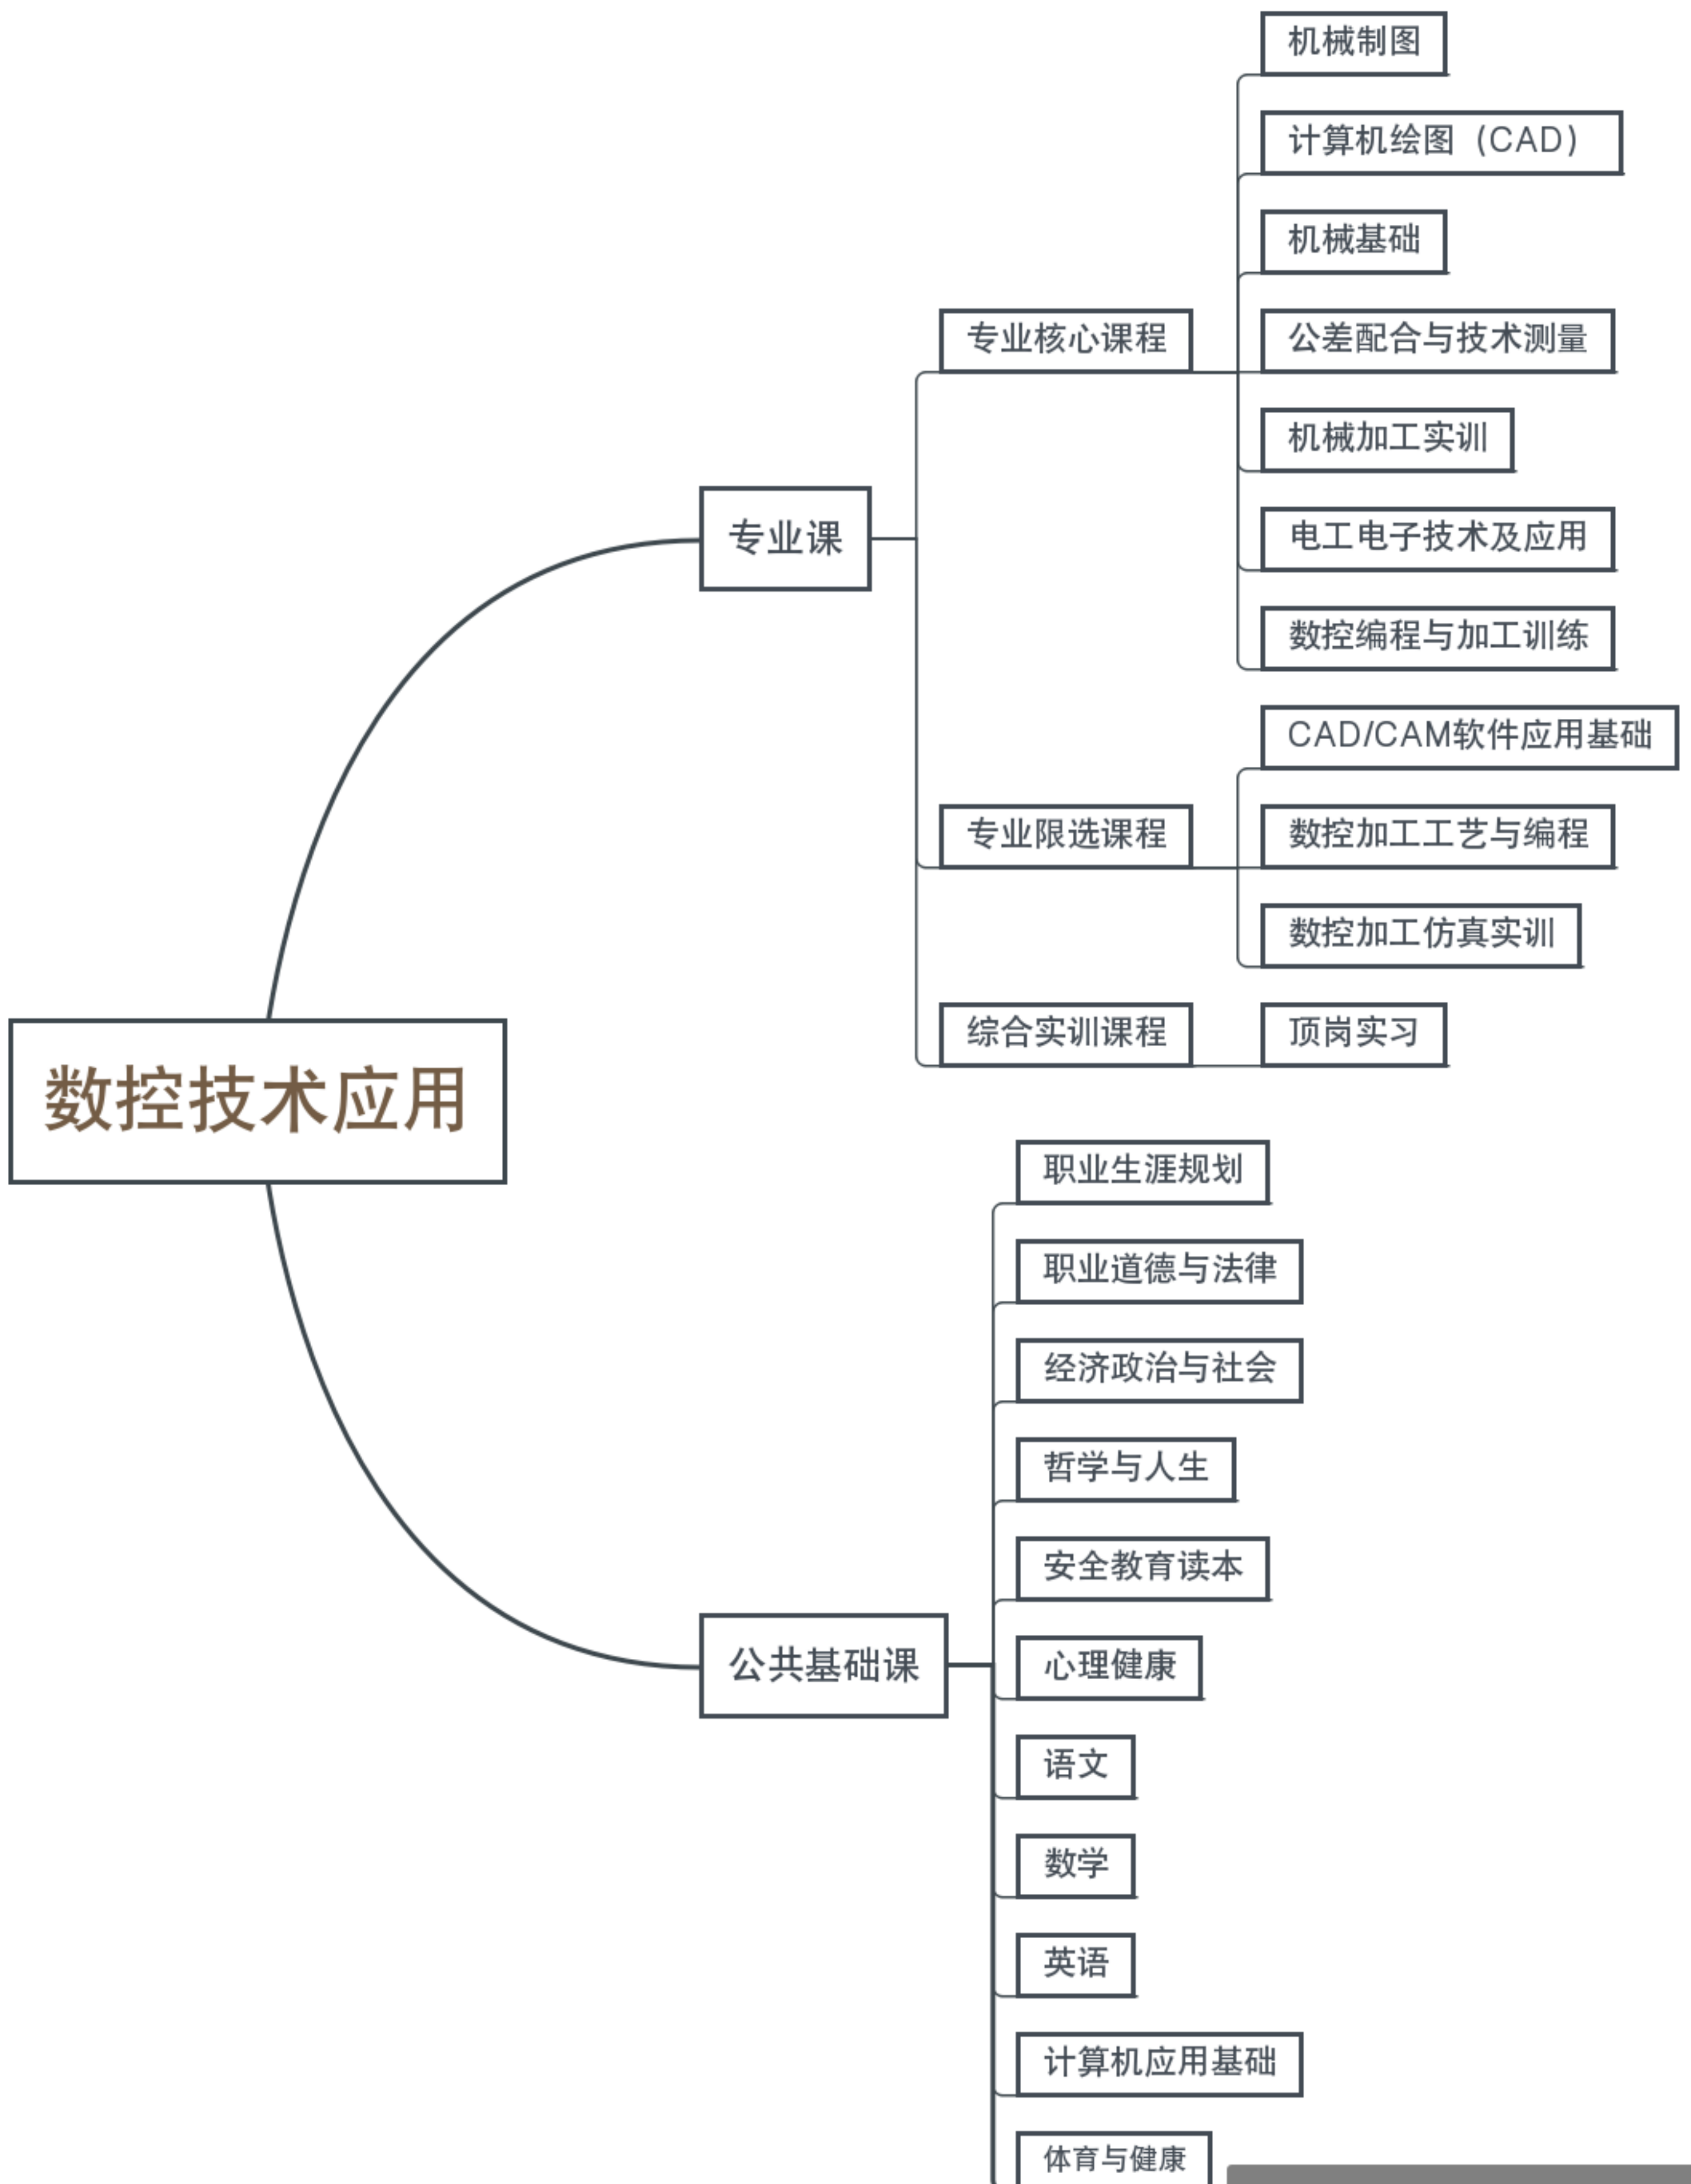 数控技术应用
专业课
专业核心课程
机械制图
计算机绘图（CAD）
机械基础
公差配合与技术测量
机械加工实训
电工电子技术及应用
数控编程与加工训练
专业限选课程
CAD/CAM软件应用基础
数控加工工艺与编程
数控加工仿真实训
综合实训课程
顶岗实习
公共基础课
职业生涯规划
职业道德与法律
经济政治与社会
哲学与人生
安全教育读本
心理健康
语文
数学
英语
计算机应用基础
体育与健康